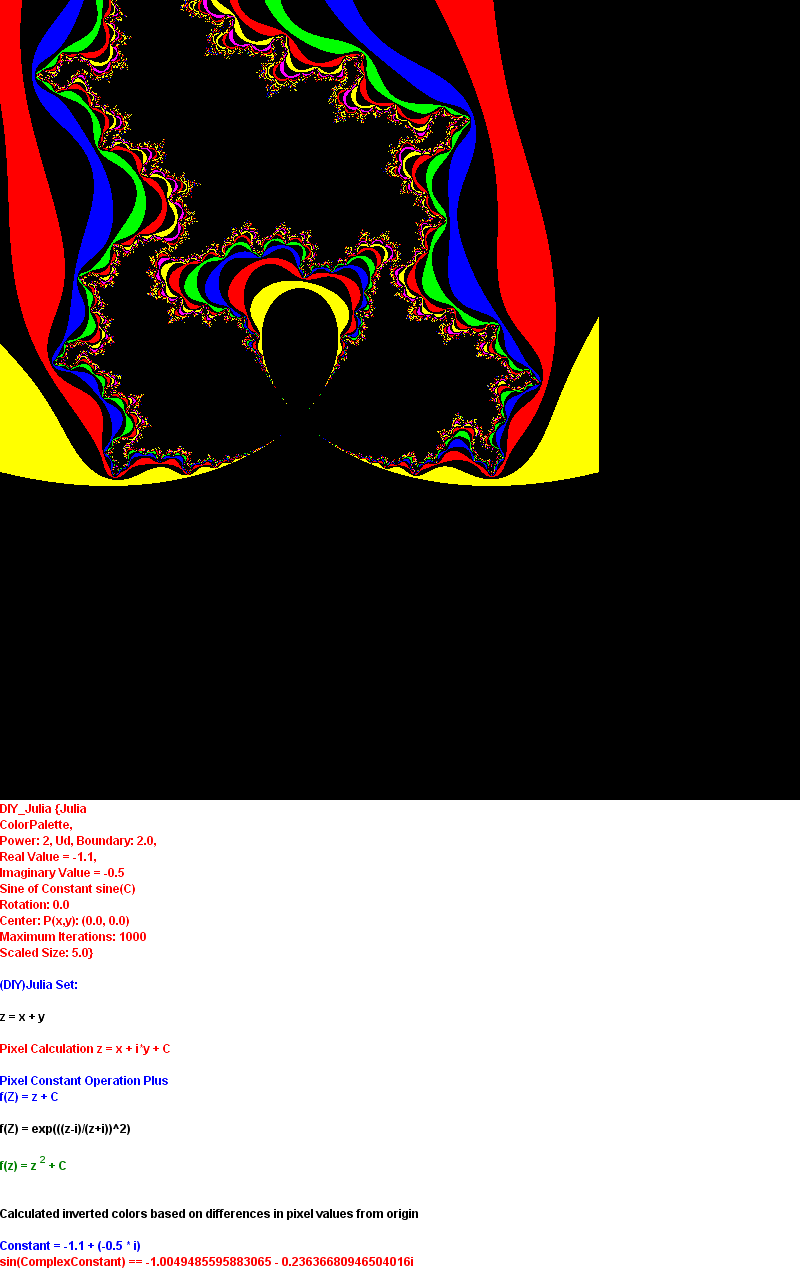 DIY_Julia {Julia
ColorPalette,
Power: 2, Ud, Boundary: 2.0,
Real Value = -1.1,
Imaginary Value = -0.5
Sine of Constant sine(C)
Rotation: 0.0
Center: P(x,y): (0.0, 0.0)
Maximum Iterations: 1000
Scaled Size: 5.0}
(DIY)Julia Set:
z = x + y
Pixel Calculation z = x + i*y + C
Pixel Constant Operation Plus
f(Z) = z + C
f(Z) = exp(((z-i)/(z+i))^2)
f(z) = z 2 + C
Calculated inverted colors based on differences in pixel values from origin
Constant = -1.1 + (-0.5 * i)
sin(ComplexConstant) == -1.0049485595883065 - 0.23636680946504016i